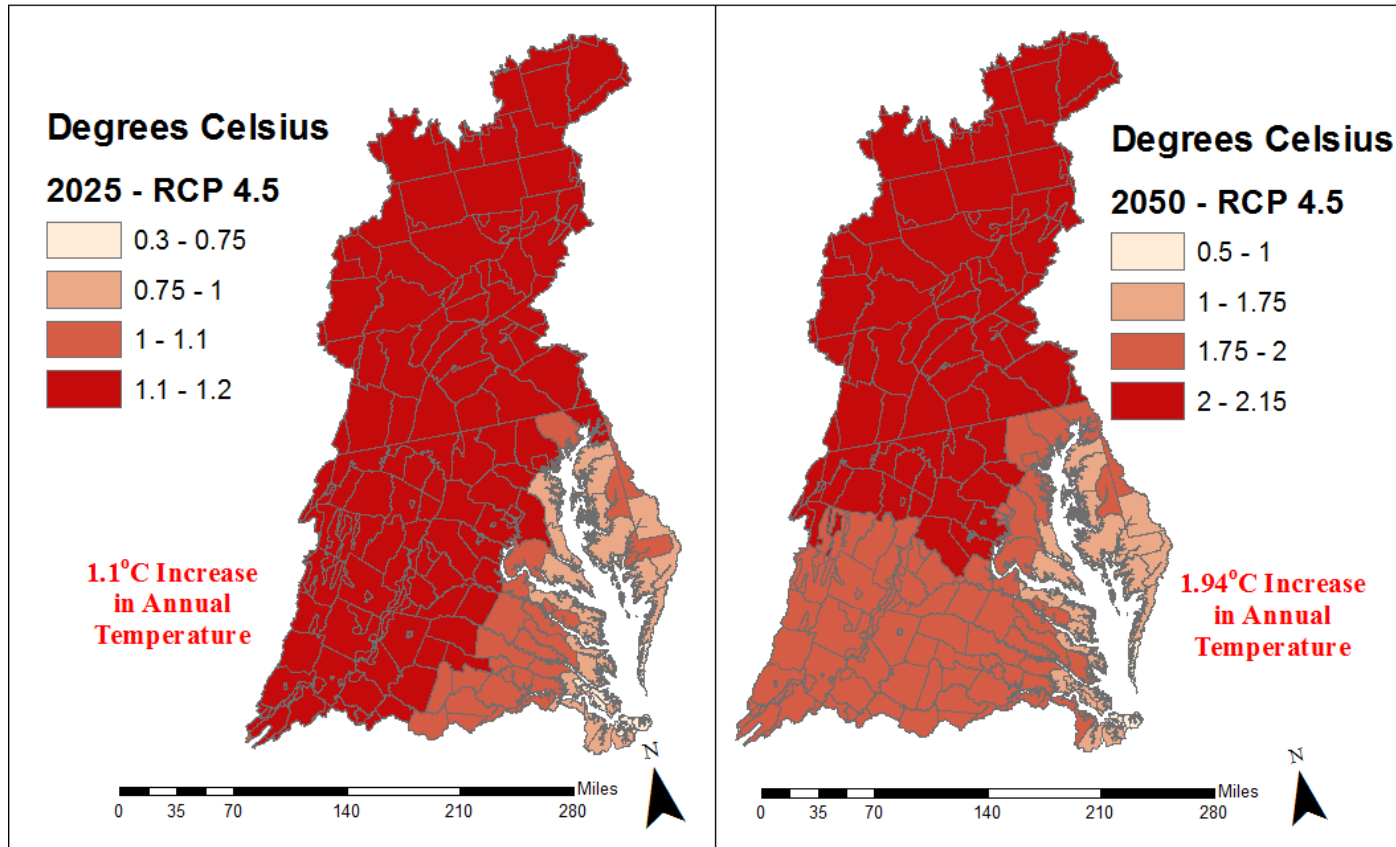 Degrees Celsius
2025 - RCP 4.5
0.3 - 0.75
0.75 - 1
1 - 1.1
1.1 - 1.2
1.1°C Increase
in Annual
Temperature
N
Miles
0 35 70 140 210 280
Degrees Celsius
2050 - RCP 4.5
0.5 - 1
1 - 1.75
1.75 - 2
2 - 2.15
1.94°C Increase
in Annual
Temperature
N
Miles
0 35 70 140 210 280